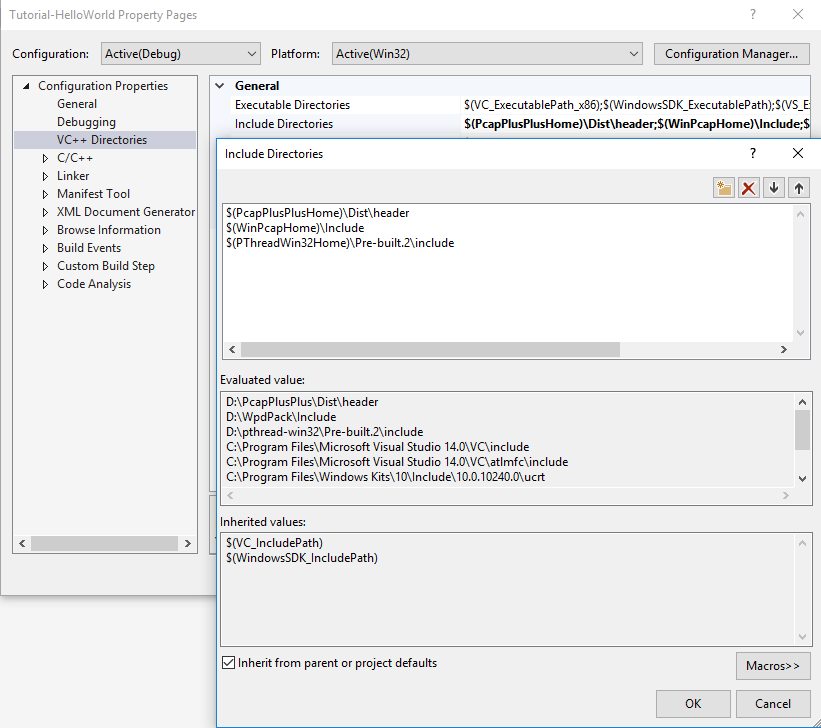 Tutorial-HelloWorld Property Pages
Configuration: Active(Debug) Platform: Active(Win32) Configuration Manager...
Configuration Properties
General
Debugging
VC++ Directories
C/C++
Linker
Manifest Tool
XML Document Generator
Browse Information
Build Events
Custom Build Step
Code Analysis
General
Executable Directories $(VC_ExecutablePath_x86);$(WindowsSDK_ExecutablePath);$(VS_E
Include Directories $(PcapPlusPlusHome)\Dist\header;$(WinPcapHome)\Include;$
Include Directories
$(PcapPlusPlusHome)\Dist\header
$(WinPcapHome)\Include
$(PThreadWin32Home)\Pre-built.2\include
Evaluated value:
D:\PcapPlusPlus\Dist\header
D:\WpdPack\Include
D:\pthread-win32\Pre-built.2\include
C:\Program Files\Microsoft Visual Studio 14.0\VC\include
C:\Program Files\Microsoft Visual Studio 14.0\VC\atlmfc\include
C:\Program Files\Windows Kits\10\Include\10.0.10240.0\ucrt
Inherited values:
$(VC_IncludePath)
$(WindowsSDK_IncludePath)
Inherit from parent or project defaults
Macros>>
OK Cancel